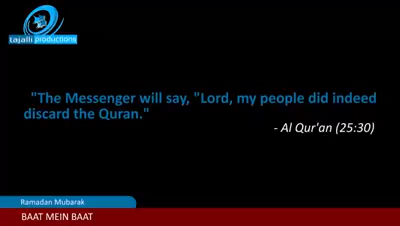 tajalli productions
"The Messenger will say, "Lord, my people did indeed
discard the Quran."
- Al Qur'an (25:30)
Ramadan Mubarak
BAAT MEIN BAAT